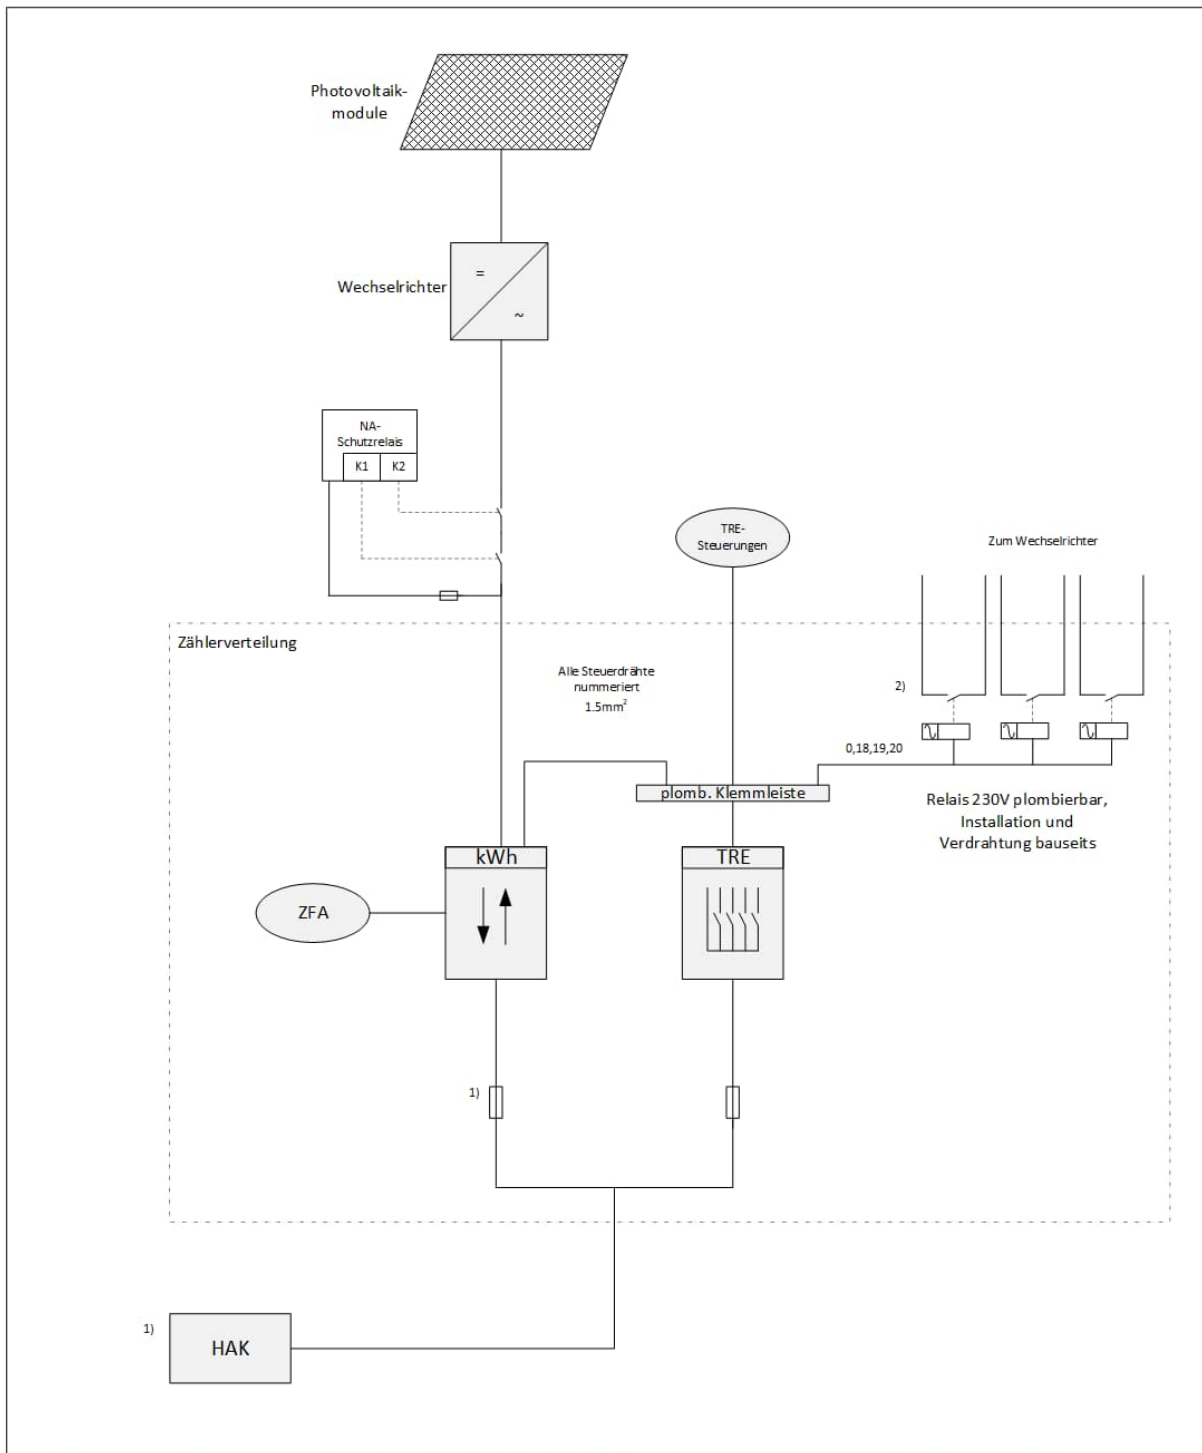 Photovoltaik-
module
=
Wechselrichter
~
NA-
Schutzrelais
K1 K2
TRE-
Steuerungen
Zum Wechselrichter
Zählerverteilung
Alle Steuerdrähte
nummeriert
1.5mm²
2)
0,18,19,20
plomb. Klemmleiste
Relais 230V plombierbar,
Installation und
Verdrahtung bauseits
kWh
TRE
ZFA
1)
1)
HAK